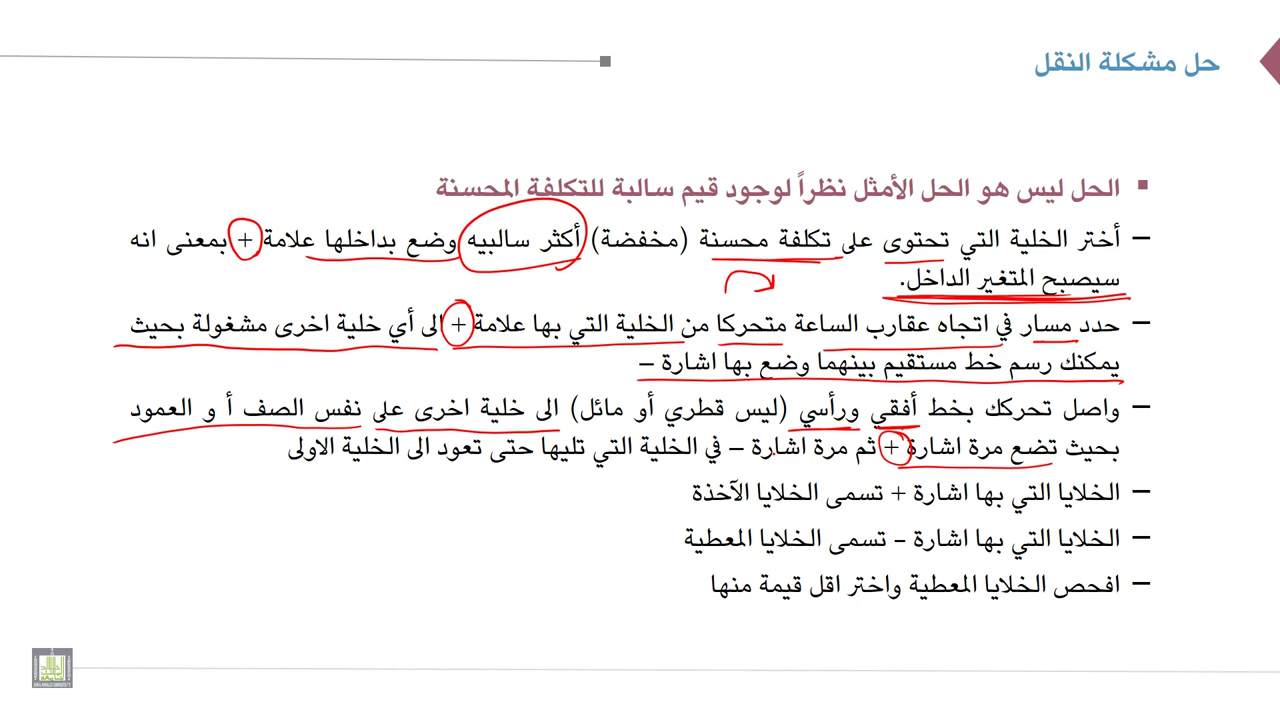 حل مشكلة النقل
▪ الحل ليس هو الحل الأمثل نظراً لوجود قيم سالبة للتكلفة المحسنة
– أختر الخلية التي تحتوى على تكلفة محسنة (مخفضة) أكثر سالبيه وضع بداخلها علامة + بمعنى انه
سيصبح المتغير الداخل.
– حدد مسار في اتجاه عقارب الساعة متحركا من الخلية التي بها علامة + الى أي خلية اخرى مشغولة بحيث
يمكنك رسم خط مستقيم بينهما وضع بها اشارة –
– واصل تحركك بخط أفقي ورأسي (ليس قطري أو مائل) الى خلية اخرى على نفس الصف أ و العمود
بحيث تضع مرة اشارة + ثم مرة اشارة – في الخلية التي تليها حتى تعود الى الخلية الاولى
– الخلايا التي بها اشارة + تسمى الخلايا الآخذة
– الخلايا التي بها اشارة – تسمى الخلايا المعطية
– افحص الخلايا المعطية واختر اقل قيمة منها